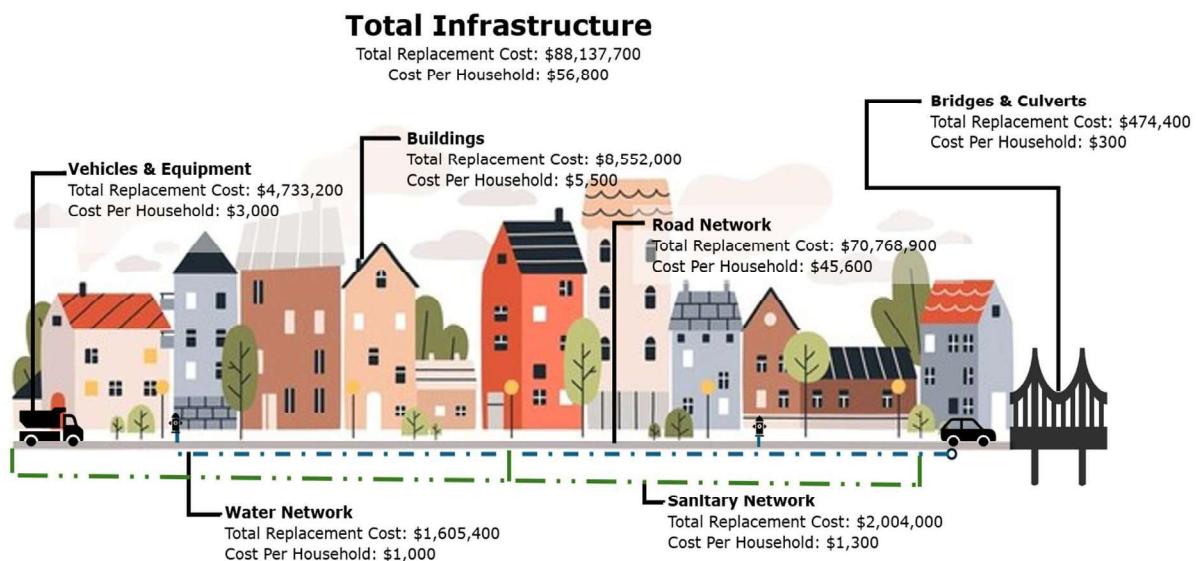 Total Infrastructure
Total Replacement Cost: $88,137,700
Cost Per Household: $56,800
Vehicles & Equipment
Total Replacement Cost: $4,733,200
Cost Per Household: $3,000
Buildings
Total Replacement Cost: $8,552,000
Cost Per Household: $5,500
Road Network
Total Replacement Cost: $70,768,900
Cost Per Household: $45,600
Bridges & Culverts
Total Replacement Cost: $474,400
Cost Per Household: $300
Water Network
Total Replacement Cost: $1,605,400
Cost Per Household: $1,000
Sanitary Network
Total Replacement Cost: $2,004,000
Cost Per Household: $1,300